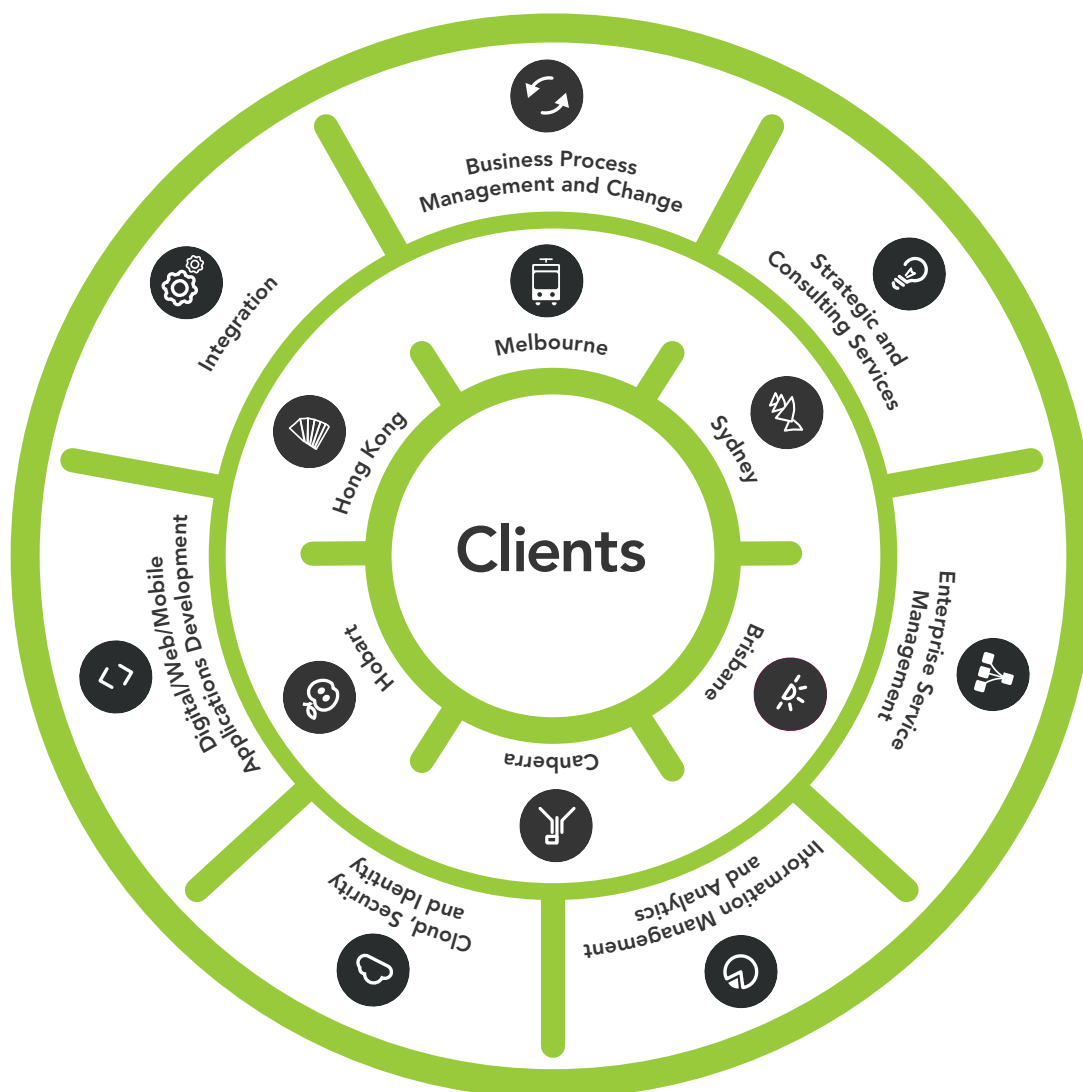 Business Process
Management and Change
Strategic and
Consulting Services
Enterprise Service
Management
Information Management
and Analytics
Cloud, Security
and Identity
Digital/Web/Mobile
Applications Development
Integration
Melbourne
Sydney
Brisbane
Canberra
Hobart
Hong Kong
Clients